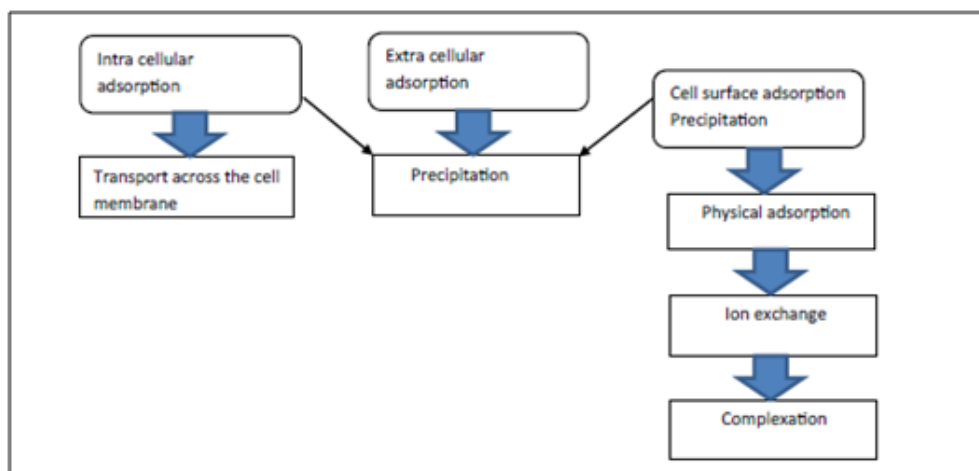 Intra cellular
adsorption
Extra cellular
adsorption
Cell surface adsorption
Precipitation
Transport across the cell
membrane
Precipitation
Physical adsorption
Ion exchange
Complexation